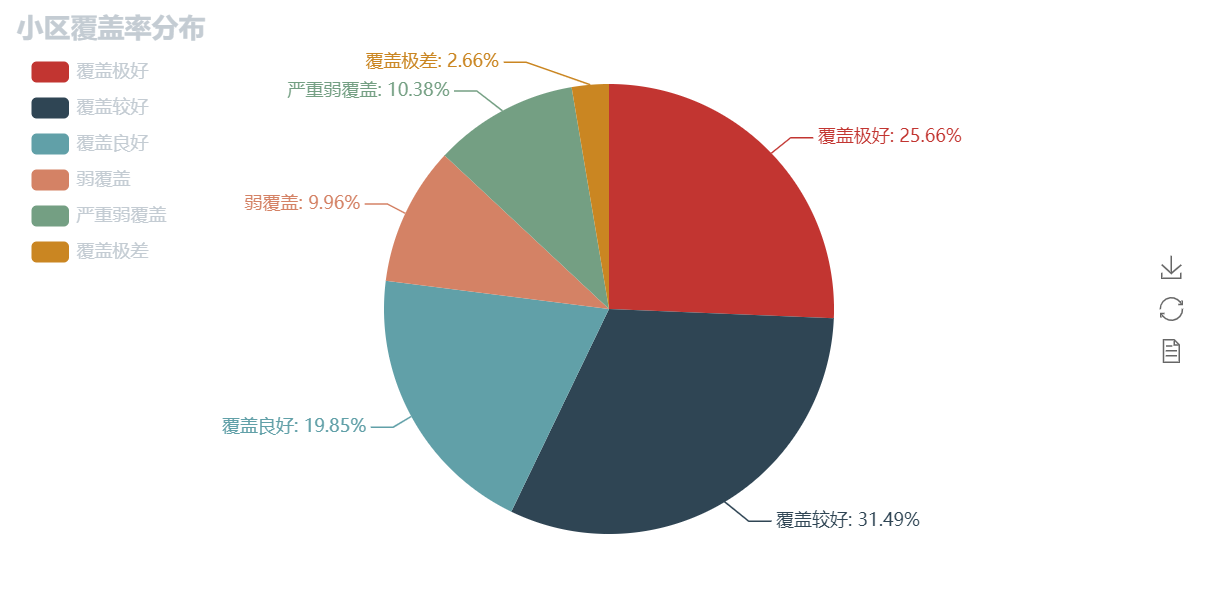 小区覆盖率分布
覆盖极好
覆盖较好
覆盖良好
弱覆盖
严重弱覆盖
覆盖极差
覆盖极差: 2.66%
严重弱覆盖: 10.38%
覆盖极好: 25.66%
弱覆盖: 9.96%
覆盖良好: 19.85%
覆盖较好: 31.49%